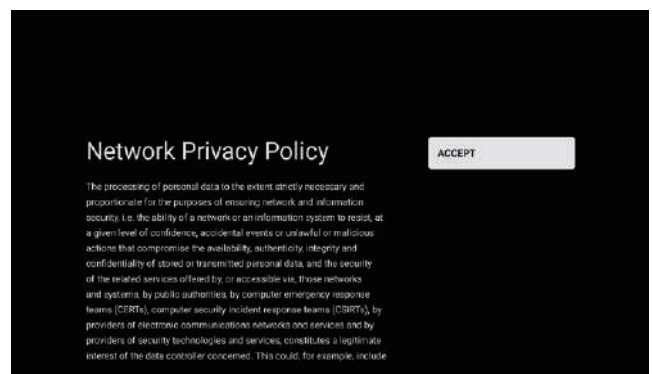 Network Privacy Policy
ACCEPT
The processing of personal data to the extent strictly necessary and
proportionate for the purposes of ensuring network and information
security, i.e. the ability of a network or an information system to resist, at
a given level of confidence, accidental events or unlawful or malicious
actions that compromise the availability, authenticity, integrity and
confidentiality of stored or transmitted personal data, and the security
of the related services offered by, or accessible via, those networks
and systems, by public authorities, by computer emergency response
teams (CERTs), computer security incident response teams (CSIRTs), by
providers of electronic communications networks and services and by
providers of security technologies and services, constitutes a legitimate
interest of the data controller concerned. This could, for example, include